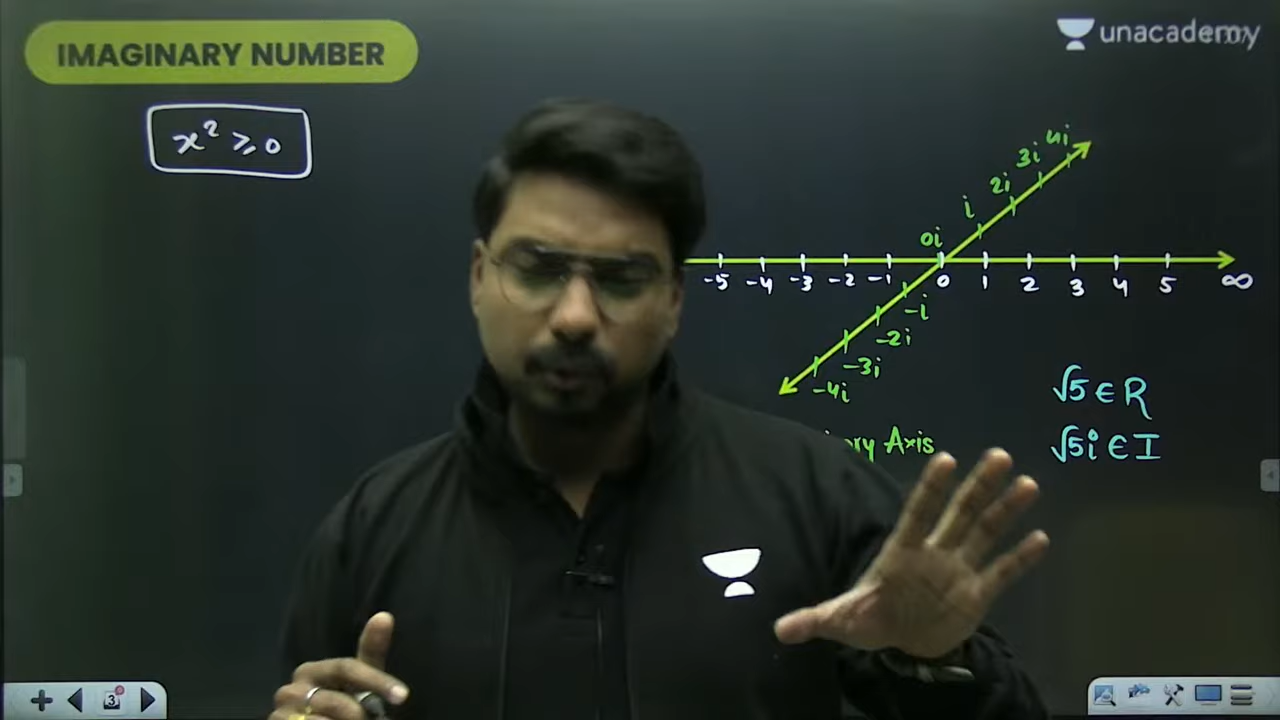 IMAGINARY NUMBER
unacademy
x² ≥ 0
4i
3i
2i
i
0i
-5 -4 -3 -2 -1 0 1 2 3 4 5 ∞
-i
-2i
-3i
-4i
√5 ∈ R
Axis
√5i ∈ I
3